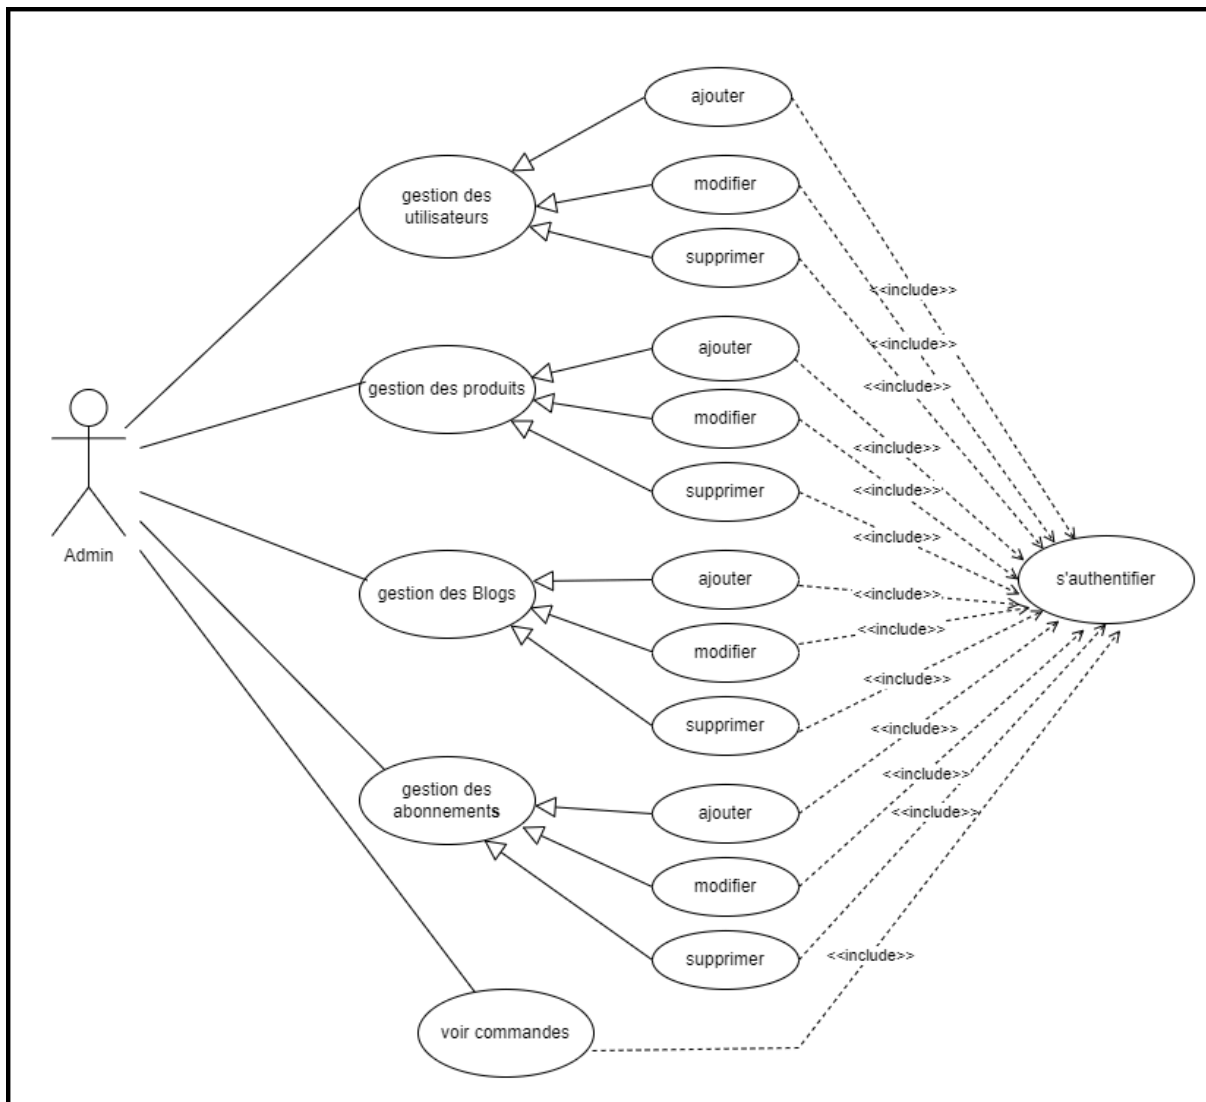 ajouter
gestion des
utilisateurs
modifier
supprimer
<<include>>
<<include>>
<<include>>
gestion des produits
ajouter
modifier
supprimer
<<include>>
<<include>>
<<include>>
Admin
s'authentifier
gestion des Blogs
ajouter
modifier
supprimer
<<include>>
<<include>>
<<include>>
gestion des
abonnements
ajouter
modifier
supprimer
<<include>>
<<include>>
<<include>>
voir commandes
<<include>>